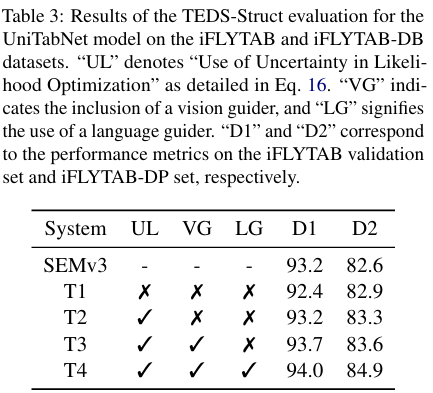 Table 3: Results of the TEDS-Struct evaluation for the
UniTabNet model on the iFLYTAB and iFLYTAB-DB
datasets. “UL” denotes “Use of Uncertainty in Likeli-
hood Optimization” as detailed in Eq. 16. “VG” indi-
cates the inclusion of a vision guider, and “LG” signifies
the use of a language guider. “D1” and “D2” correspond
to the performance metrics on the iFLYTAB validation
set and iFLYTAB-DP set, respectively.
System UL VG LG D1 D2
SEMv3 - - - 93.2 82.6
T1 ✗ ✗ ✗ 92.4 82.9
T2 ✓ ✗ ✗ 93.2 83.3
T3 ✓ ✓ ✗ 93.7 83.6
T4 ✓ ✓ ✓ 94.0 84.9